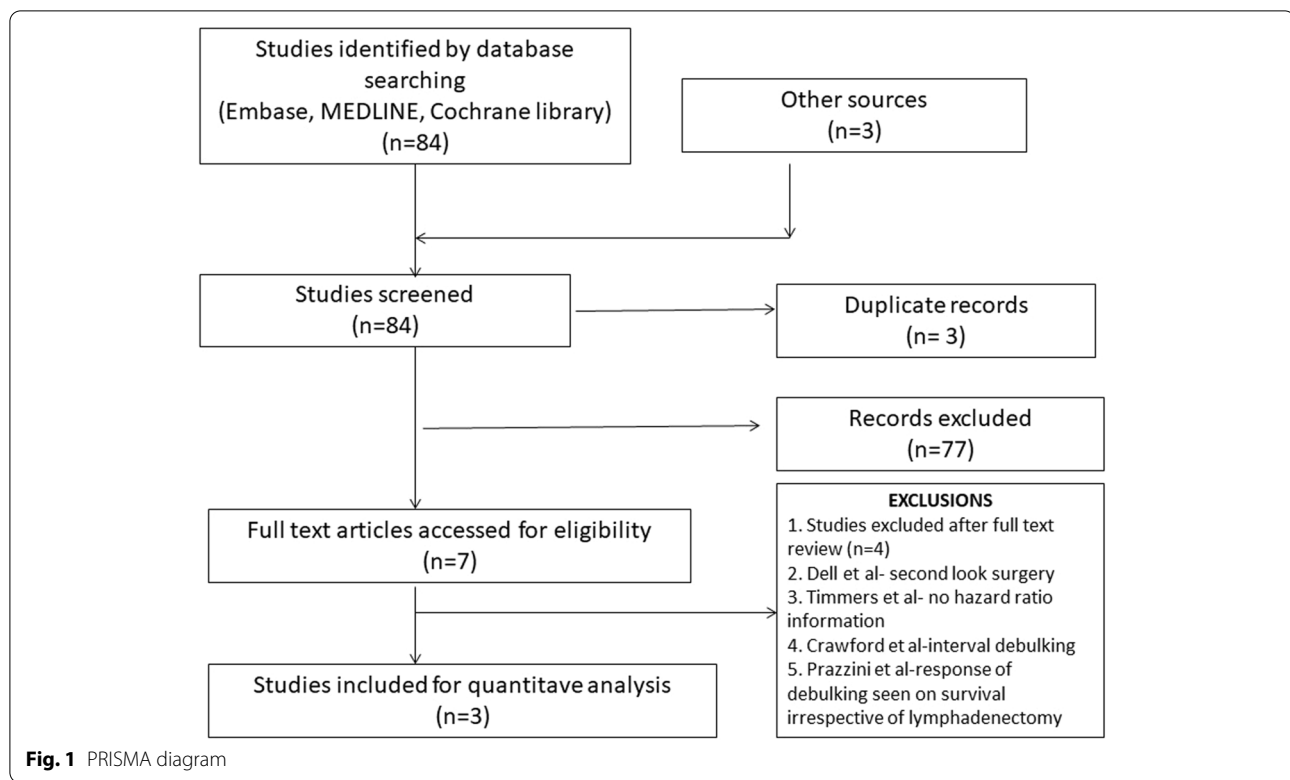 Studies identified by database
searching
(Embase, MEDLINE, Cochrane library)
(n=84)
Other sources
(n=3)
Studies screened
(n=84)
Duplicate records
(n= 3)
Records excluded
(n=77)
Full text articles accessed for eligibility
(n=7)
EXCLUSIONS
1. Studies excluded after full text
review (n=4)
2. Dell et al- second look surgery
3. Timmers et al- no hazard ratio
information
4. Crawford et al-interval debulking
5. Prazzini et al-response of
debulking seen on survival
irrespective of lymphadenectomy
Studies included for quantitave analysis
(n=3)
Fig. 1 PRISMA diagram